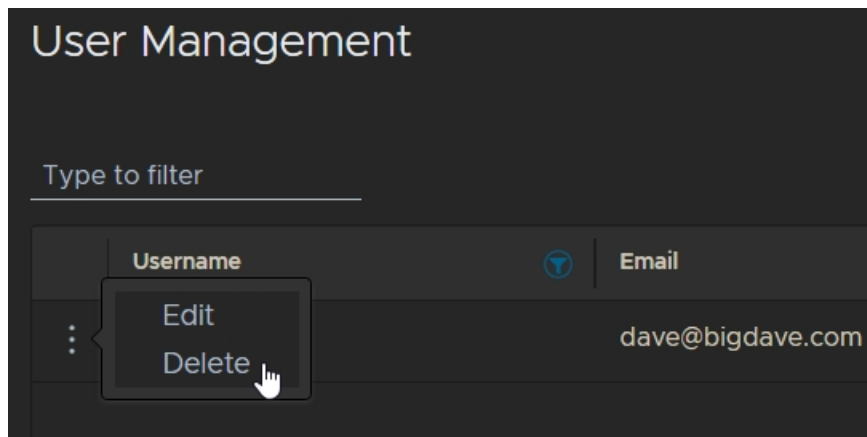 User Management
Type to filter
Username Email
Edit
dave@bigdave.com
Delete